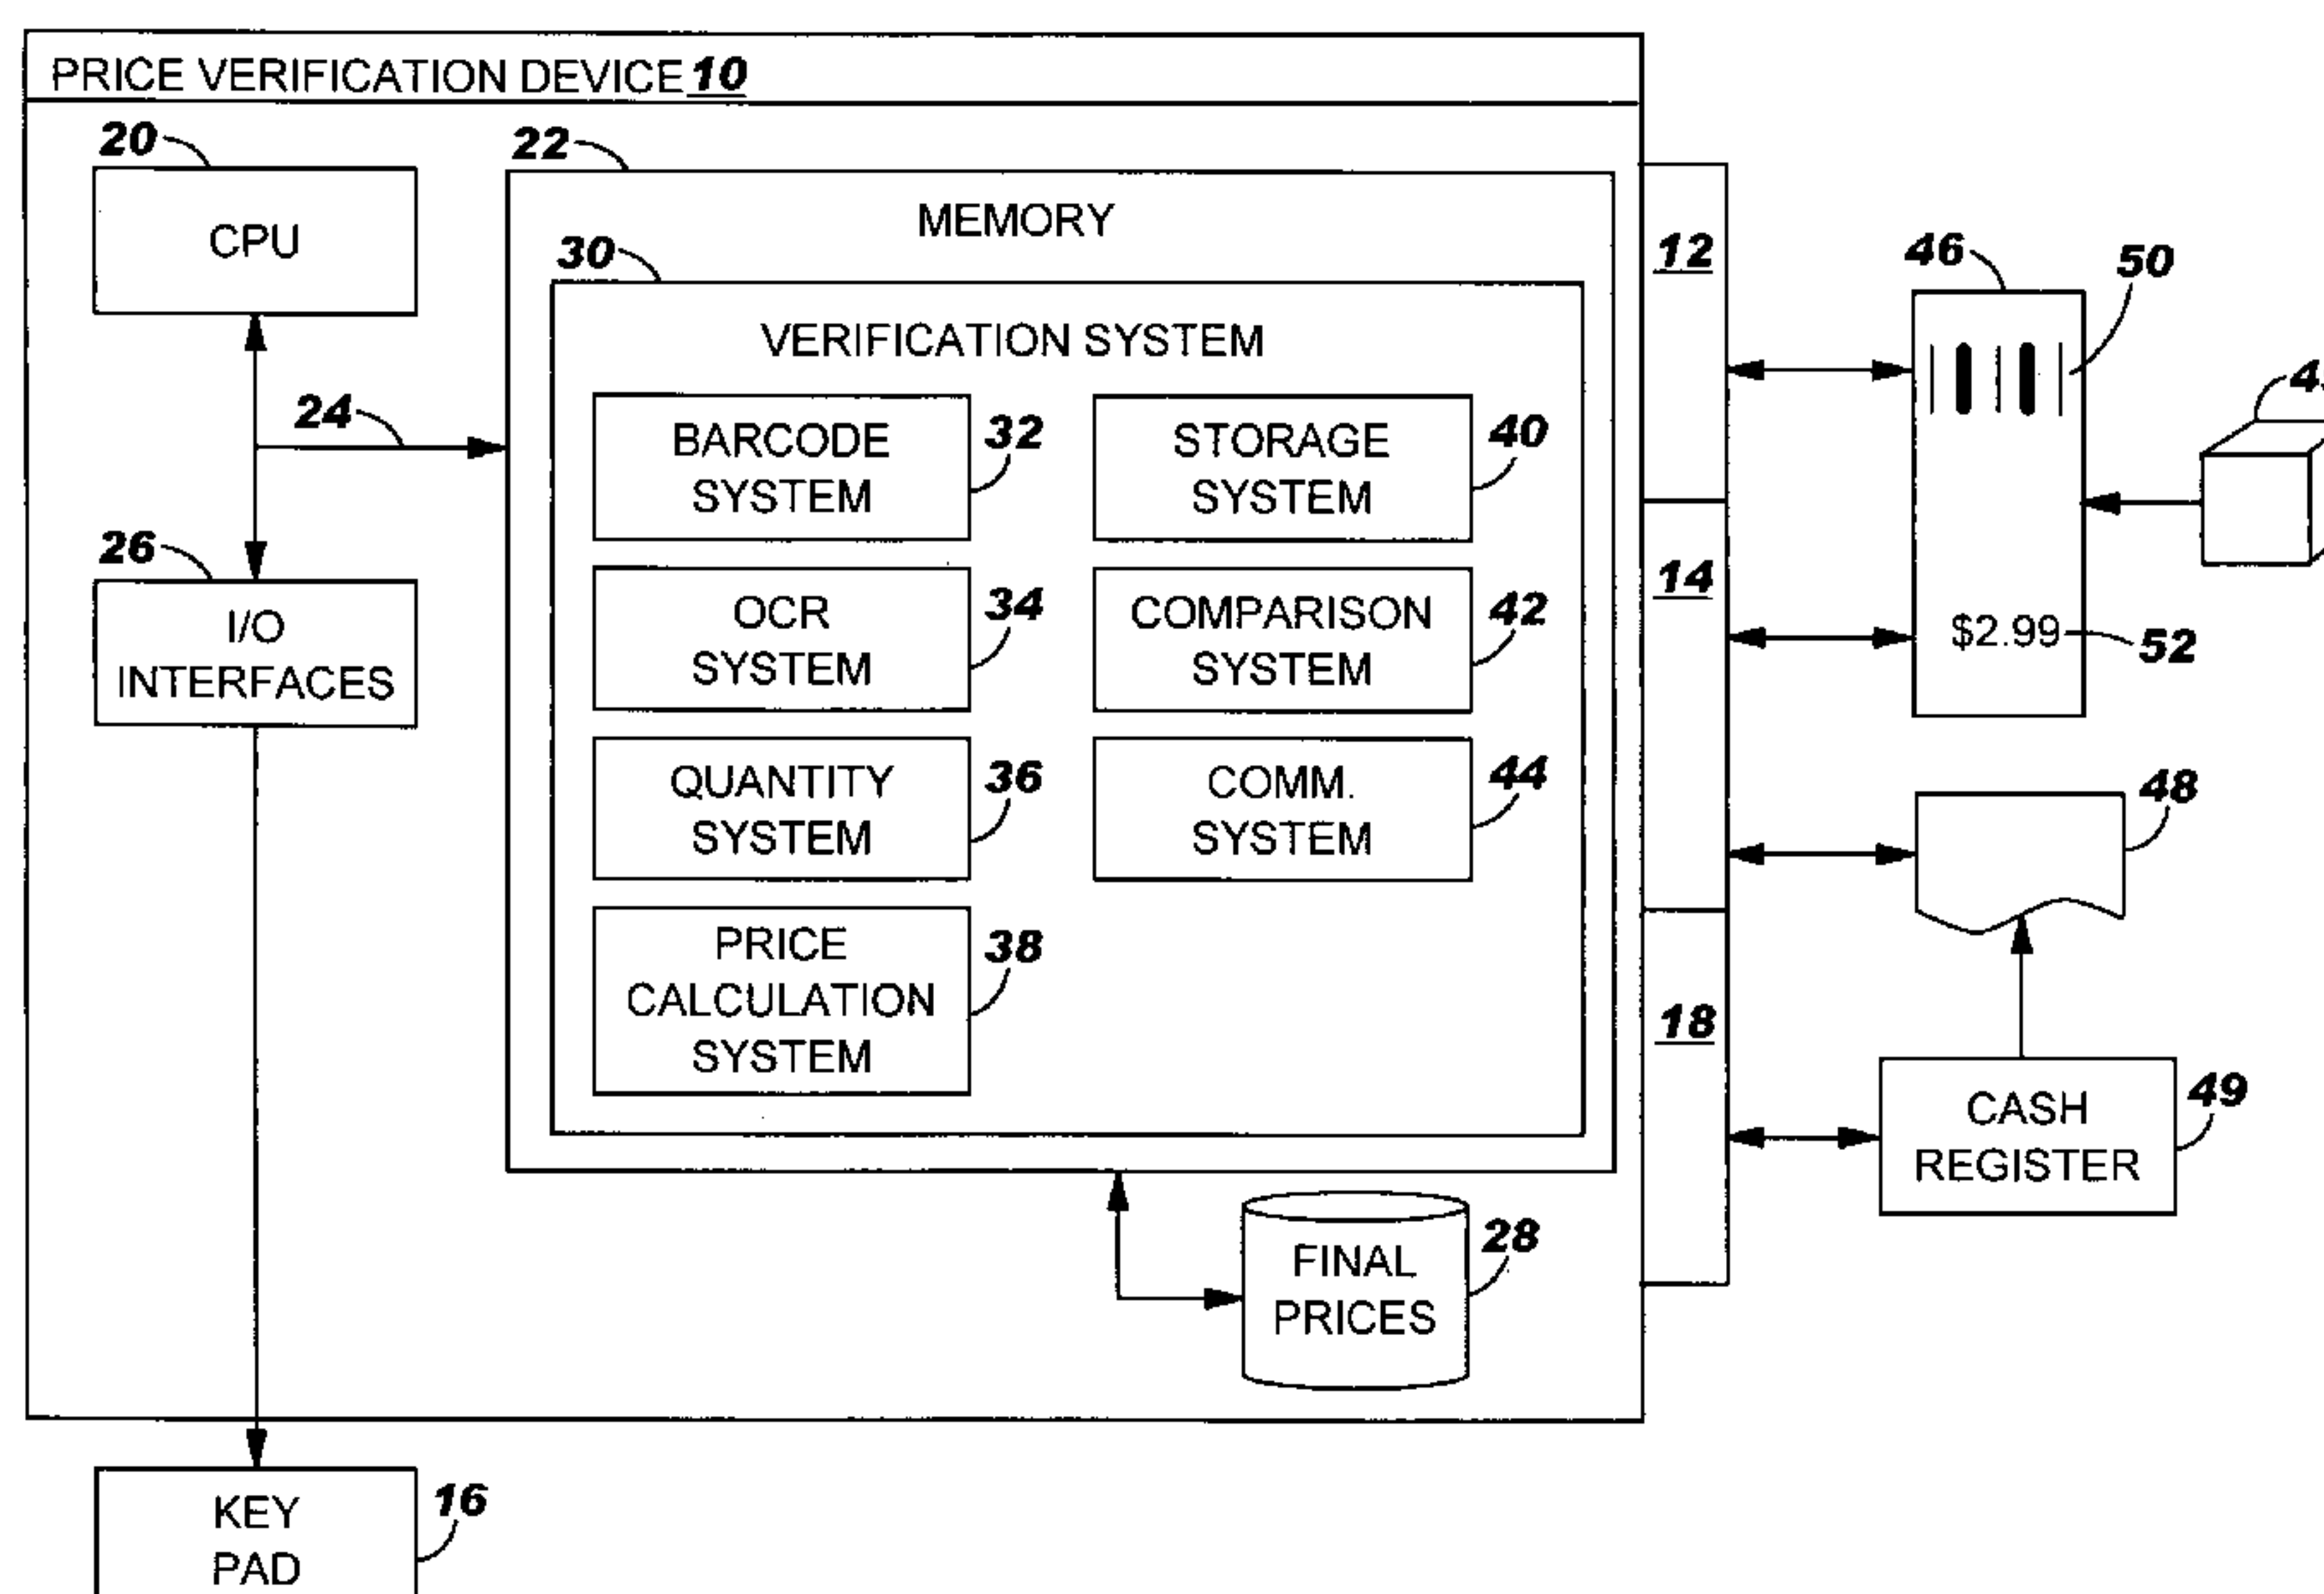 PRICE VERIFICATION DEVICE 10
20
22
CPU
MEMORY
12
46
50
30
VERIFICATION SYSTEM
24
BARCODE
SYSTEM
32
STORAGE
SYSTEM
40
26
I/O
INTERFACES
OCR
SYSTEM
34
COMPARISON
SYSTEM
42
14
$2.99
52
QUANTITY
SYSTEM
36
COMM.
SYSTEM
44
48
PRICE
CALCULATION
SYSTEM
38
18
CASH
REGISTER
49
FINAL
PRICES
28
KEY
PAD
16